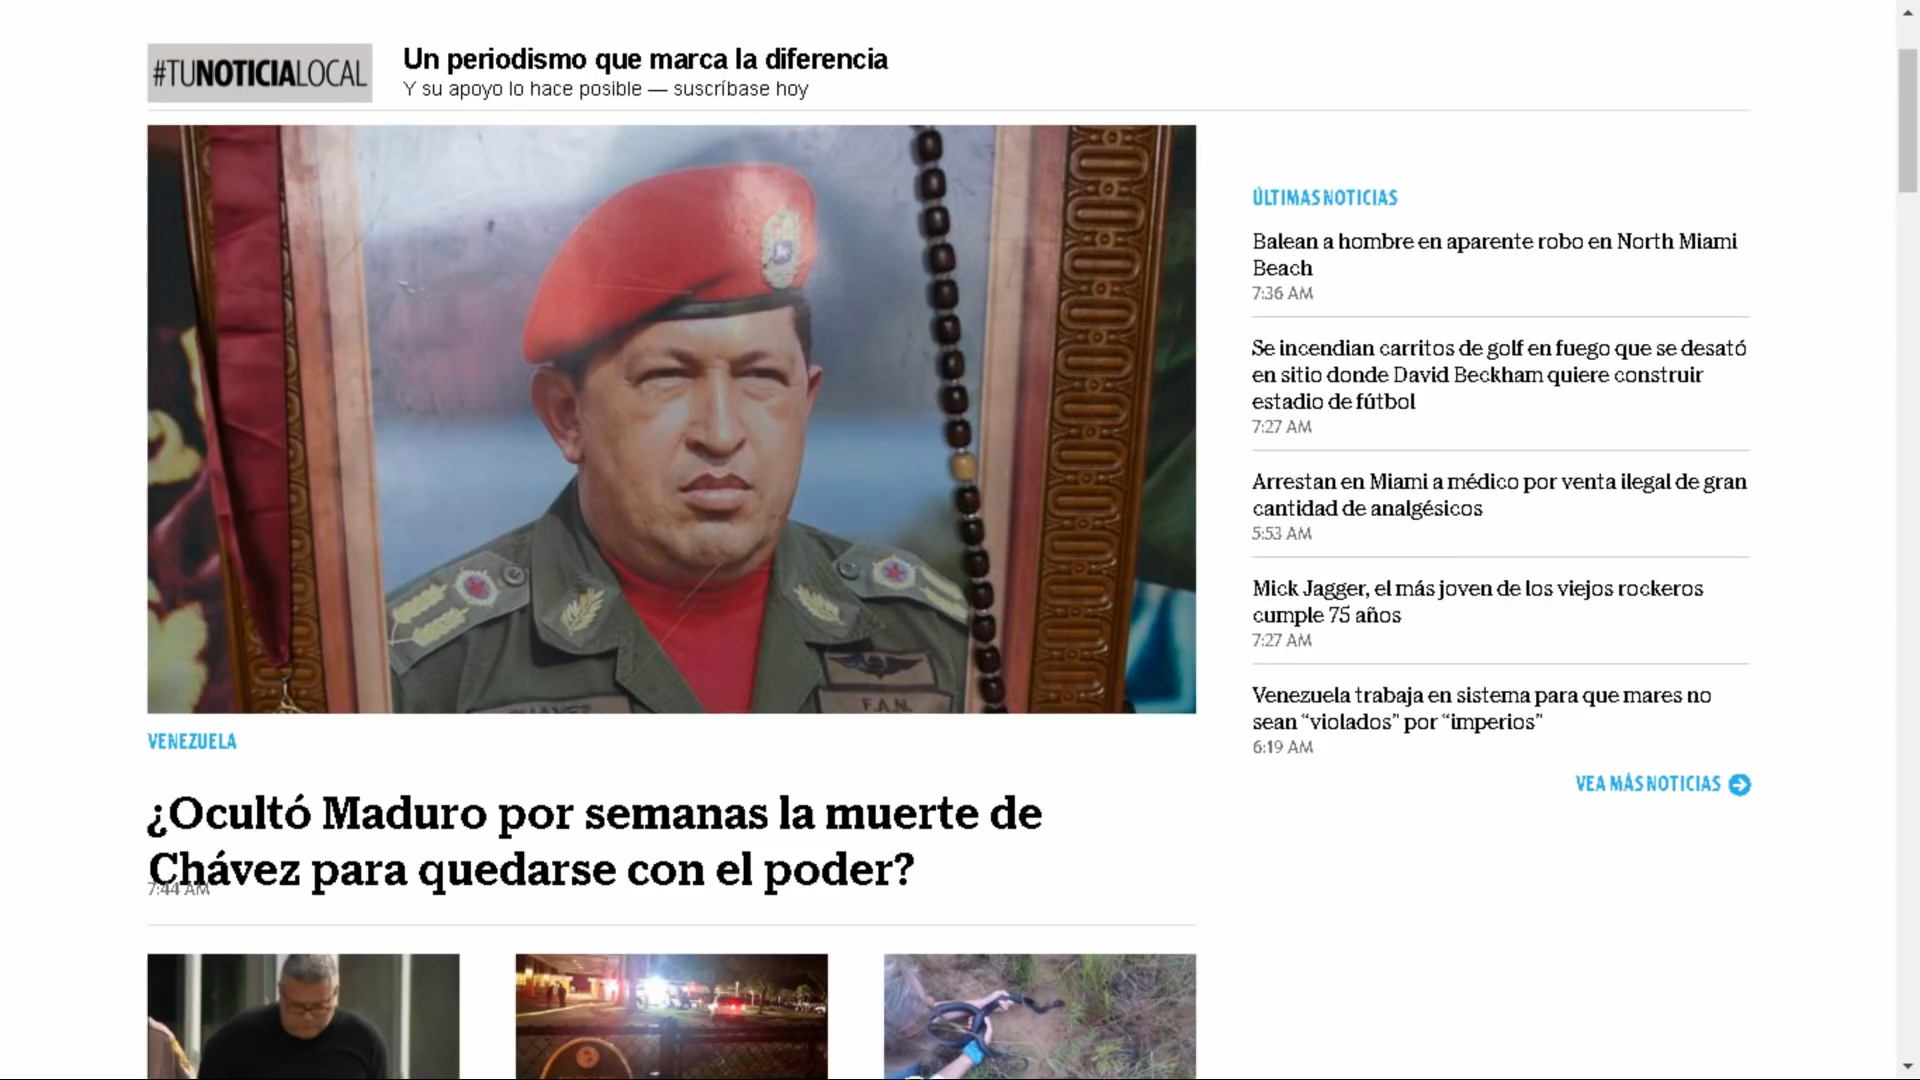 #TUNOTICIALOCAL
Un periodismo que marca la diferencia
Y su apoyo lo hace posible — suscríbase hoy
F.A.N.
VENEZUELA
¿Ocultó Maduro por semanas la muerte de
Chávez para quedarse con el poder?
7:44 AM
ÚLTIMAS NOTICIAS
Balean a hombre en aparente robo en North Miami
Beach
7:36 AM
Se incendian carritos de golf en fuego que se desató
en sitio donde David Beckham quiere construir
estadio de fútbol
7:27 AM
Arrestan en Miami a médico por venta ilegal de gran
cantidad de analgésicos
5:53 AM
Mick Jagger, el más joven de los viejos rockeros
cumple 75 años
7:27 AM
Venezuela trabaja en sistema para que mares no
sean “violados” por “imperios”
6:19 AM
VEA MÁS NOTICIAS